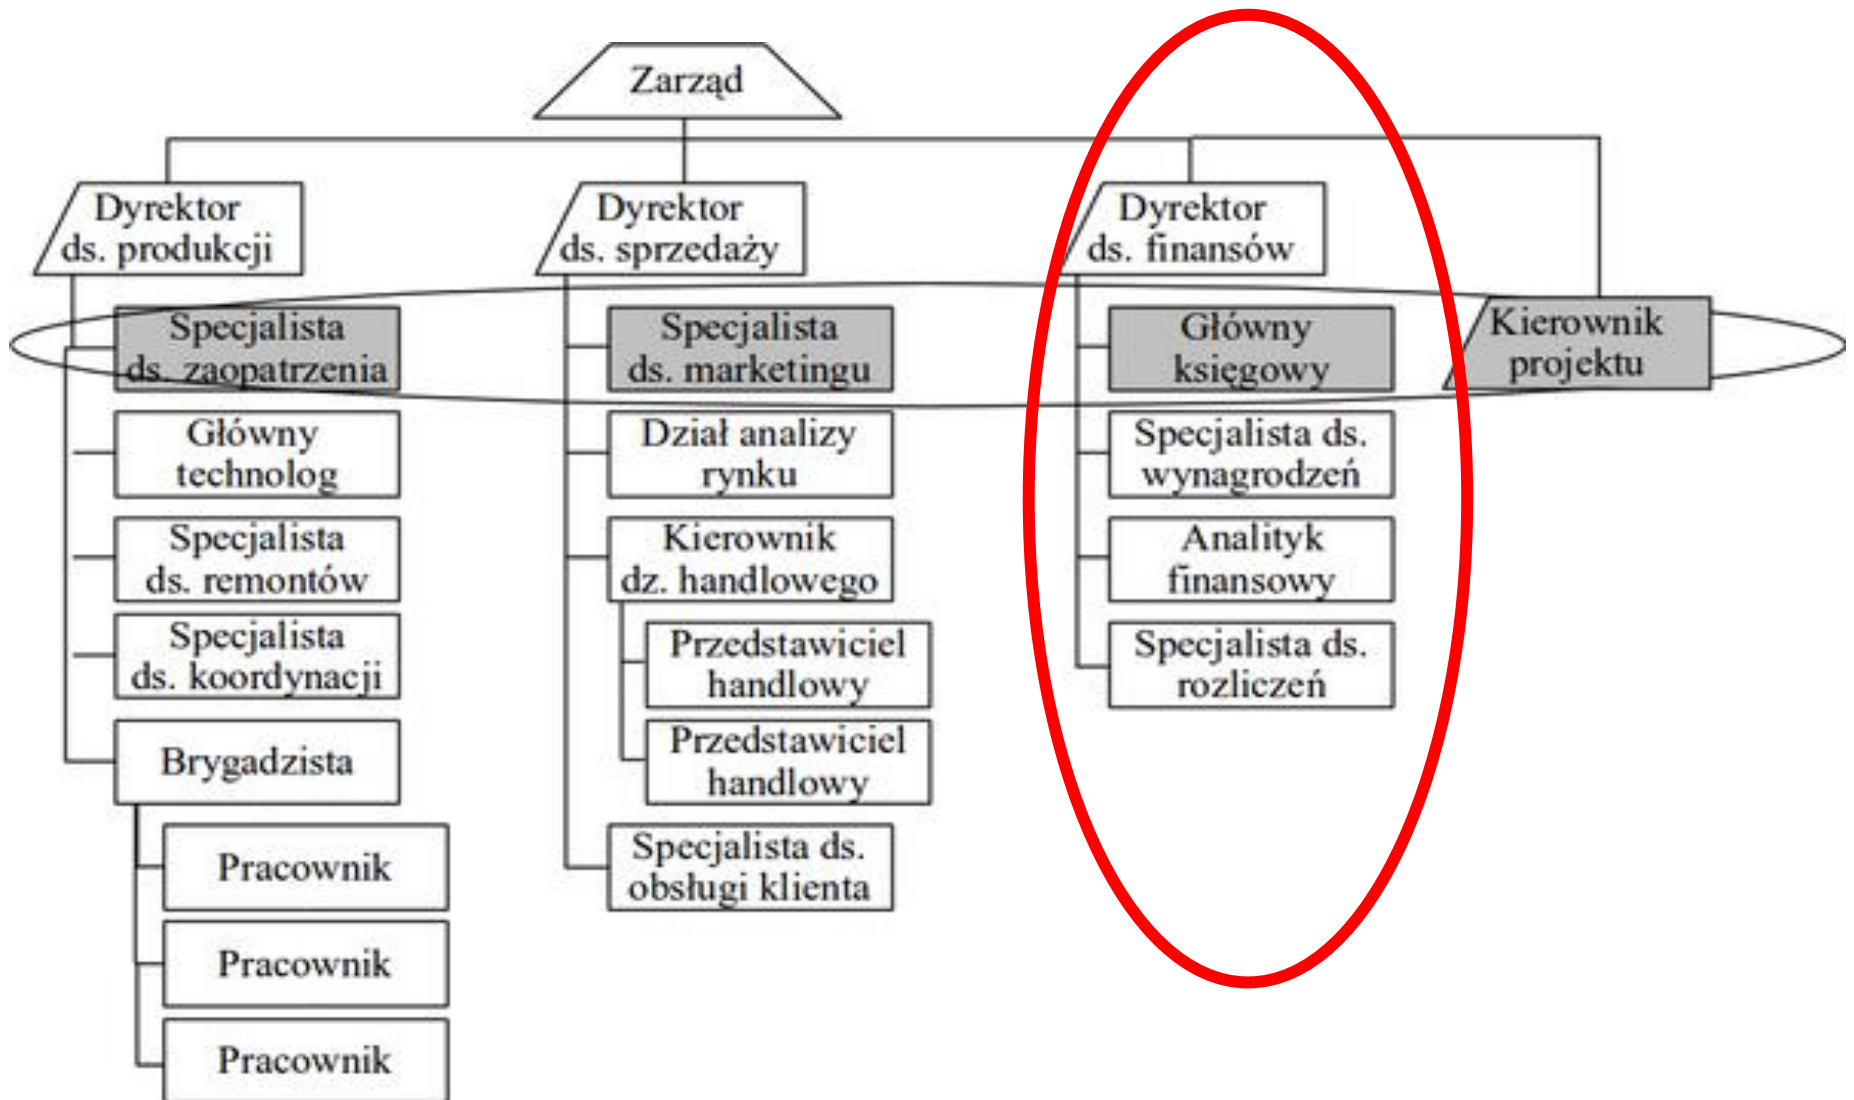 Zarząd
Dyrektor
ds. produkcji
Specjalista
ds. zaopatrzenia
Główny
technolog
Specjalista
ds. remontów
Specjalista
ds. koordynacji
Brygadzista
Pracownik
Pracownik
Pracownik
Dyrektor
ds. sprzedaży
Specjalista
ds. marketingu
Dział analizy
rynku
Kierownik
dz. handlowego
Przedstawiciel
handlowy
Przedstawiciel
handlowy
Specjalista ds.
obsługi klienta
Dyrektor
ds. finansów
Główny
księgowy
Specjalista ds.
wynagrodzeń
Analityk
finansowy
Specjalista ds.
rozliczeń
Kierownik
projektu